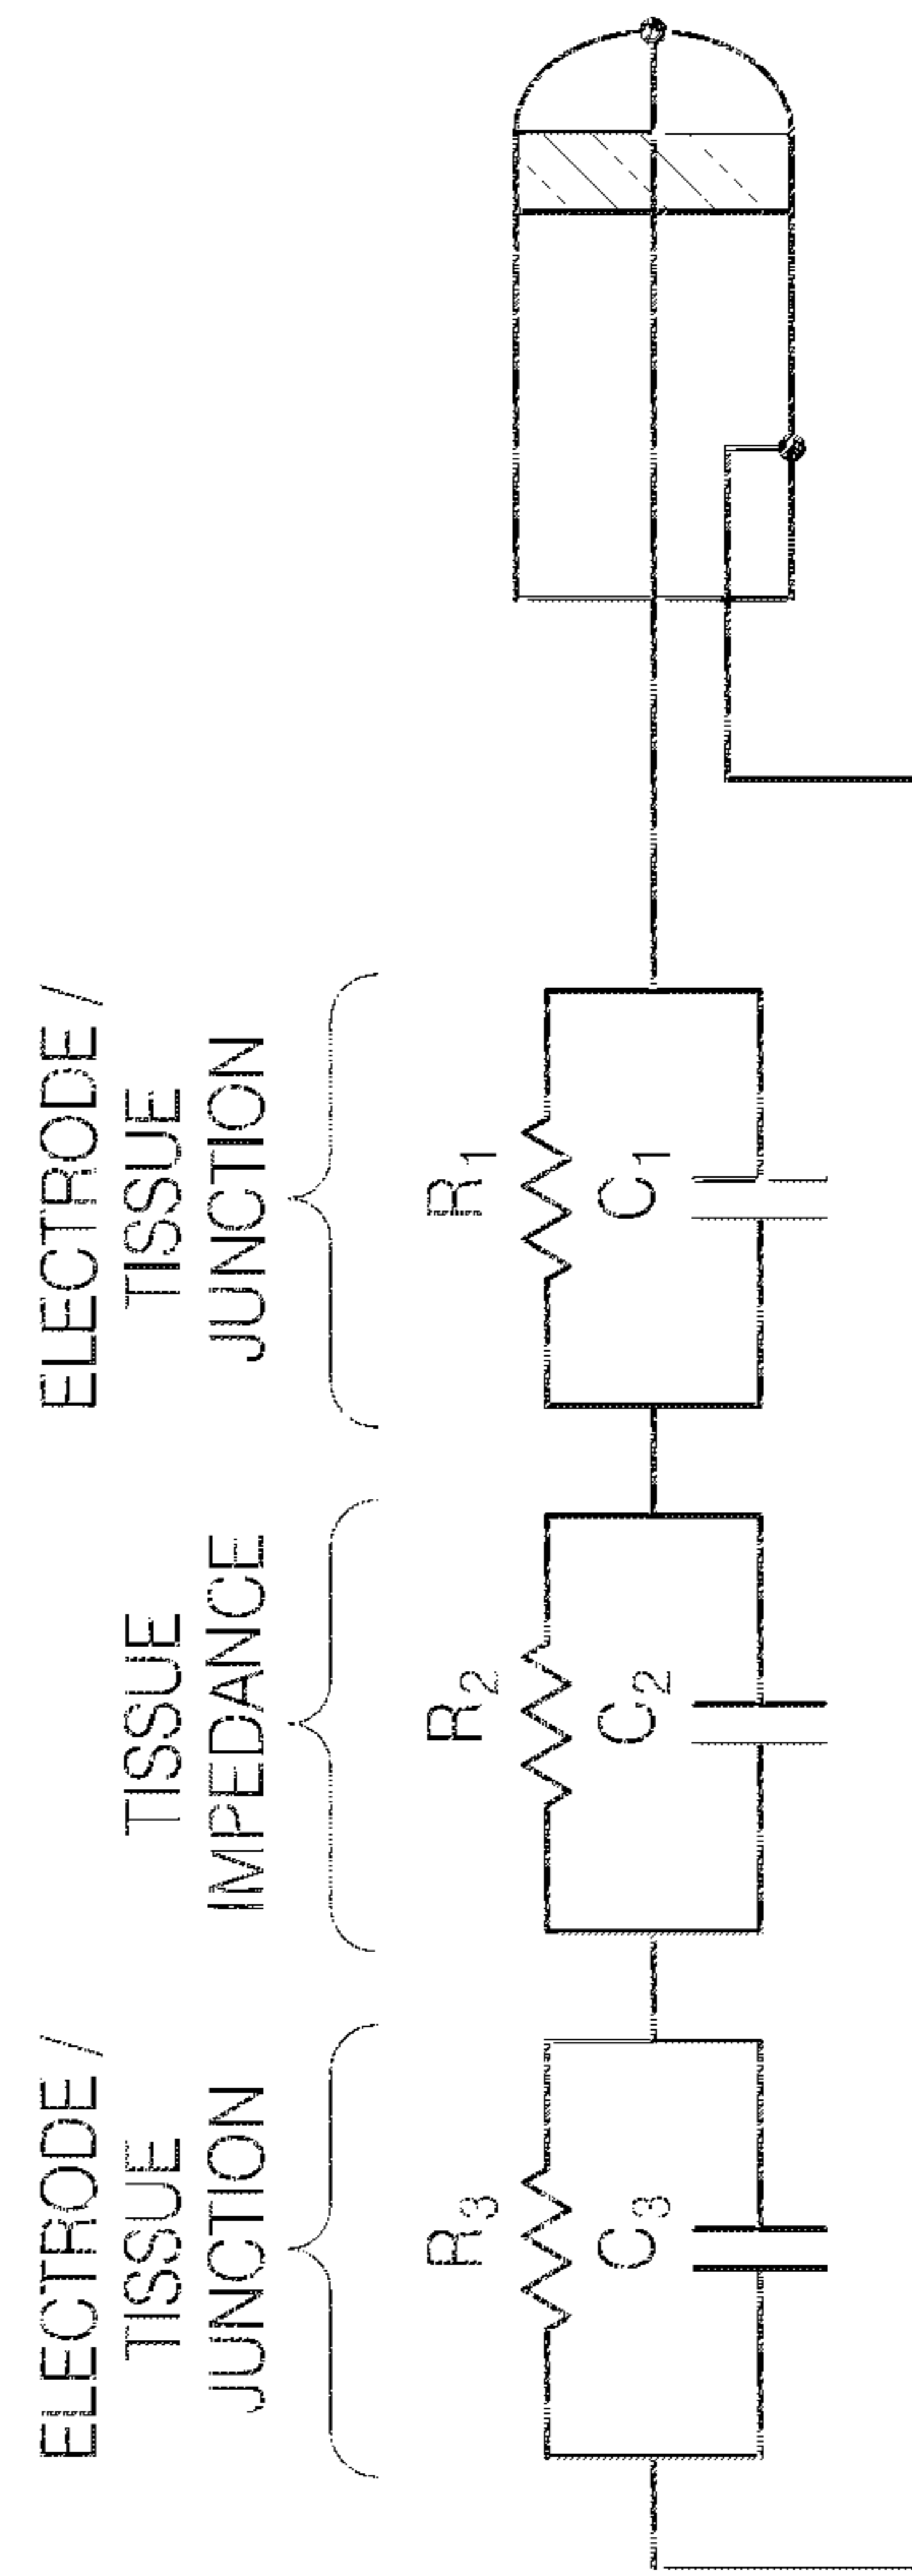 ELECTRODE /
TISSUE
JUNCTION
R3
C3
TISSUE
IMPEDANCE
R2
C2
ELECTRODE /
TISSUE
JUNCTION
R1
C1